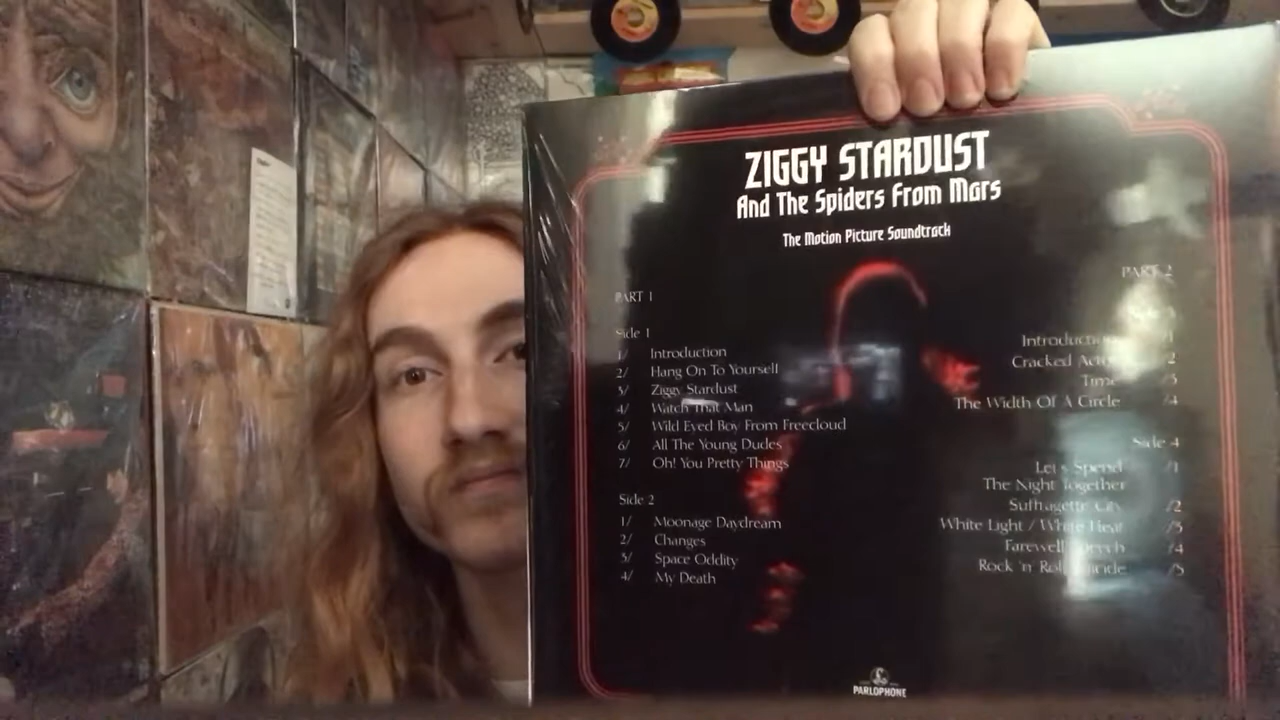 ZIGGY STARDUST
And The Spiders From Mars
The Motion Picture Soundtrack
PART 1
Side 1
1/ Introduction
2/ Hang On To Yourself
3/ Ziggy Stardust
4/ Watch That Man
5/ Wild Eyed Boy From Freecloud
6/ All The Young Dudes
7/ Oh! You Pretty Things
Side 2
1/ Moonage Daydream
2/ Changes
3/ Space Oddity
4/ My Death
PART 2
Side
Introduction /1
Cracked Actor 2
Time /3
The Width Of A Circle /4
Side 4
Let's Spend /1
The Night Together
Suffragette City /2
White Light / White Heat /3
Farewell Speech /4
Rock 'n' Roll Suicide /5
PARLOPHONE